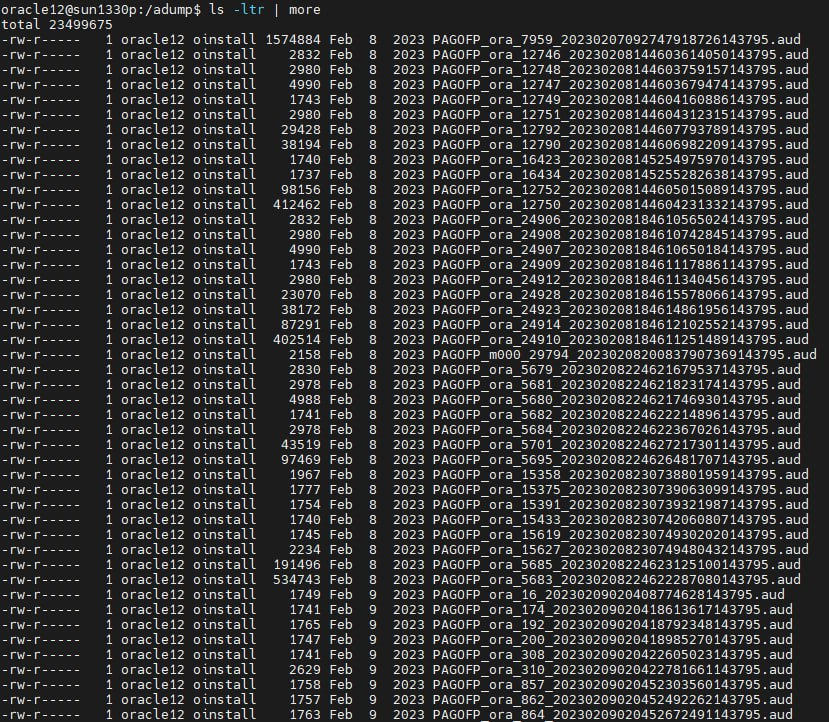 oracle12@sun1330p:/adump$ ls -ltr | more
total 23499675
-rw-r----- 1 oracle12 oinstall 1574884 Feb 8 2023 PAGOFP_ora_7959_20230207092747918726143795.aud
-rw-r----- 1 oracle12 oinstall 2832 Feb 8 2023 PAGOFP_ora_12746_20230208144603614050143795.aud
-rw-r----- 1 oracle12 oinstall 2980 Feb 8 2023 PAGOFP_ora_12748_20230208144603759157143795.aud
-rw-r----- 1 oracle12 oinstall 4990 Feb 8 2023 PAGOFP_ora_12747_20230208144603679474143795.aud
-rw-r----- 1 oracle12 oinstall 1743 Feb 8 2023 PAGOFP_ora_12749_20230208144604160886143795.aud
-rw-r----- 1 oracle12 oinstall 2980 Feb 8 2023 PAGOFP_ora_12751_20230208144604312315143795.aud
-rw-r----- 1 oracle12 oinstall 29428 Feb 8 2023 PAGOFP_ora_12792_20230208144607793789143795.aud
-rw-r----- 1 oracle12 oinstall 38194 Feb 8 2023 PAGOFP_ora_12790_20230208144606982209143795.aud
-rw-r----- 1 oracle12 oinstall 1740 Feb 8 2023 PAGOFP_ora_16423_20230208145254975970143795.aud
-rw-r----- 1 oracle12 oinstall 1737 Feb 8 2023 PAGOFP_ora_16434_20230208145255282638143795.aud
-rw-r----- 1 oracle12 oinstall 98156 Feb 8 2023 PAGOFP_ora_12752_20230208144605015089143795.aud
-rw-r----- 1 oracle12 oinstall 412462 Feb 8 2023 PAGOFP_ora_12750_20230208144604231332143795.aud
-rw-r----- 1 oracle12 oinstall 2832 Feb 8 2023 PAGOFP_ora_24906_20230208184610565024143795.aud
-rw-r----- 1 oracle12 oinstall 2980 Feb 8 2023 PAGOFP_ora_24908_20230208184610742845143795.aud
-rw-r----- 1 oracle12 oinstall 4990 Feb 8 2023 PAGOFP_ora_24907_20230208184610650184143795.aud
-rw-r----- 1 oracle12 oinstall 1743 Feb 8 2023 PAGOFP_ora_24909_20230208184611178861143795.aud
-rw-r----- 1 oracle12 oinstall 2980 Feb 8 2023 PAGOFP_ora_24912_20230208184611340456143795.aud
-rw-r----- 1 oracle12 oinstall 23070 Feb 8 2023 PAGOFP_ora_24928_20230208184615578066143795.aud
-rw-r----- 1 oracle12 oinstall 38172 Feb 8 2023 PAGOFP_ora_24923_20230208184614861956143795.aud
-rw-r----- 1 oracle12 oinstall 87291 Feb 8 2023 PAGOFP_ora_24914_20230208184612102552143795.aud
-rw-r----- 1 oracle12 oinstall 402514 Feb 8 2023 PAGOFP_ora_24910_20230208184611251489143795.aud
-rw-r----- 1 oracle12 oinstall 2158 Feb 8 2023 PAGOFP_m000_29794_20230208200837907369143795.aud
-rw-r----- 1 oracle12 oinstall 2830 Feb 8 2023 PAGOFP_ora_5679_20230208224621679537143795.aud
-rw-r----- 1 oracle12 oinstall 2978 Feb 8 2023 PAGOFP_ora_5681_20230208224621823174143795.aud
-rw-r----- 1 oracle12 oinstall 4988 Feb 8 2023 PAGOFP_ora_5680_20230208224621746930143795.aud
-rw-r----- 1 oracle12 oinstall 1741 Feb 8 2023 PAGOFP_ora_5682_20230208224622214896143795.aud
-rw-r----- 1 oracle12 oinstall 2978 Feb 8 2023 PAGOFP_ora_5684_20230208224622367026143795.aud
-rw-r----- 1 oracle12 oinstall 43519 Feb 8 2023 PAGOFP_ora_5701_20230208224627217301143795.aud
-rw-r----- 1 oracle12 oinstall 97469 Feb 8 2023 PAGOFP_ora_5695_20230208224626481707143795.aud
-rw-r----- 1 oracle12 oinstall 1967 Feb 8 2023 PAGOFP_ora_15358_20230208230738801959143795.aud
-rw-r----- 1 oracle12 oinstall 1777 Feb 8 2023 PAGOFP_ora_15375_20230208230739063099143795.aud
-rw-r----- 1 oracle12 oinstall 1754 Feb 8 2023 PAGOFP_ora_15391_20230208230739321987143795.aud
-rw-r----- 1 oracle12 oinstall 1740 Feb 8 2023 PAGOFP_ora_15433_20230208230742060807143795.aud
-rw-r----- 1 oracle12 oinstall 1745 Feb 8 2023 PAGOFP_ora_15619_20230208230749302020143795.aud
-rw-r----- 1 oracle12 oinstall 2234 Feb 8 2023 PAGOFP_ora_15627_20230208230749480432143795.aud
-rw-r----- 1 oracle12 oinstall 191496 Feb 8 2023 PAGOFP_ora_5685_20230208224623125100143795.aud
-rw-r----- 1 oracle12 oinstall 534743 Feb 8 2023 PAGOFP_ora_5683_20230208224622287080143795.aud
-rw-r----- 1 oracle12 oinstall 1749 Feb 9 2023 PAGOFP_ora_16_20230209020408774628143795.aud
-rw-r----- 1 oracle12 oinstall 1741 Feb 9 2023 PAGOFP_ora_174_20230209020418613617143795.aud
-rw-r----- 1 oracle12 oinstall 1765 Feb 9 2023 PAGOFP_ora_192_20230209020418792348143795.aud
-rw-r----- 1 oracle12 oinstall 1747 Feb 9 2023 PAGOFP_ora_200_20230209020418985270143795.aud
-rw-r----- 1 oracle12 oinstall 1741 Feb 9 2023 PAGOFP_ora_308_20230209020422605023143795.aud
-rw-r----- 1 oracle12 oinstall 2629 Feb 9 2023 PAGOFP_ora_310_20230209020422781661143795.aud
-rw-r----- 1 oracle12 oinstall 1758 Feb 9 2023 PAGOFP_ora_857_20230209020452303560143795.aud
-rw-r----- 1 oracle12 oinstall 1757 Feb 9 2023 PAGOFP_ora_862_20230209020452492262143795.aud
-rw-r----- 1 oracle12 oinstall 1763 Feb 9 2023 PAGOFP_ora_864_20230209020452672491143795.aud